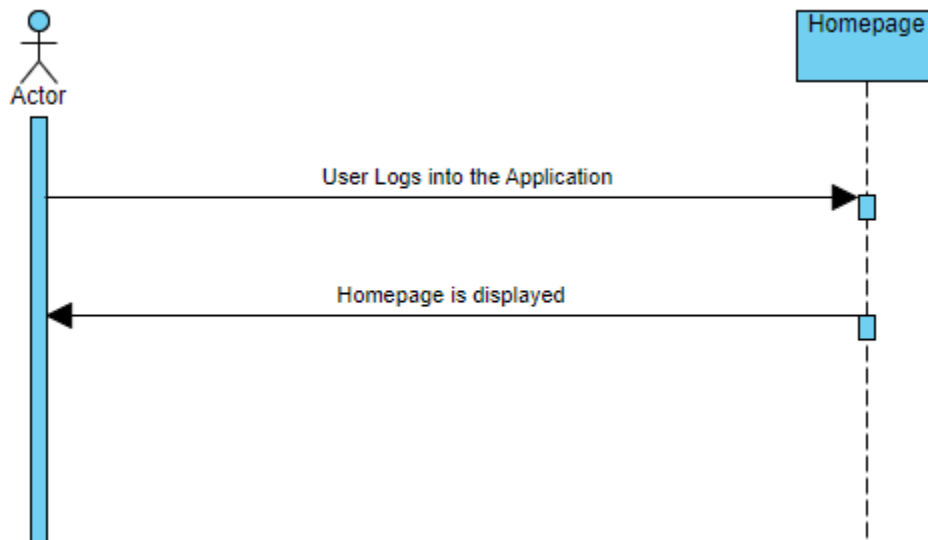 Homepage
Actor
User Logs into the Application
Homepage is displayed